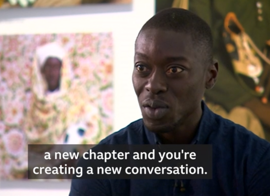 a new chapter and you're
creating a new conversation.